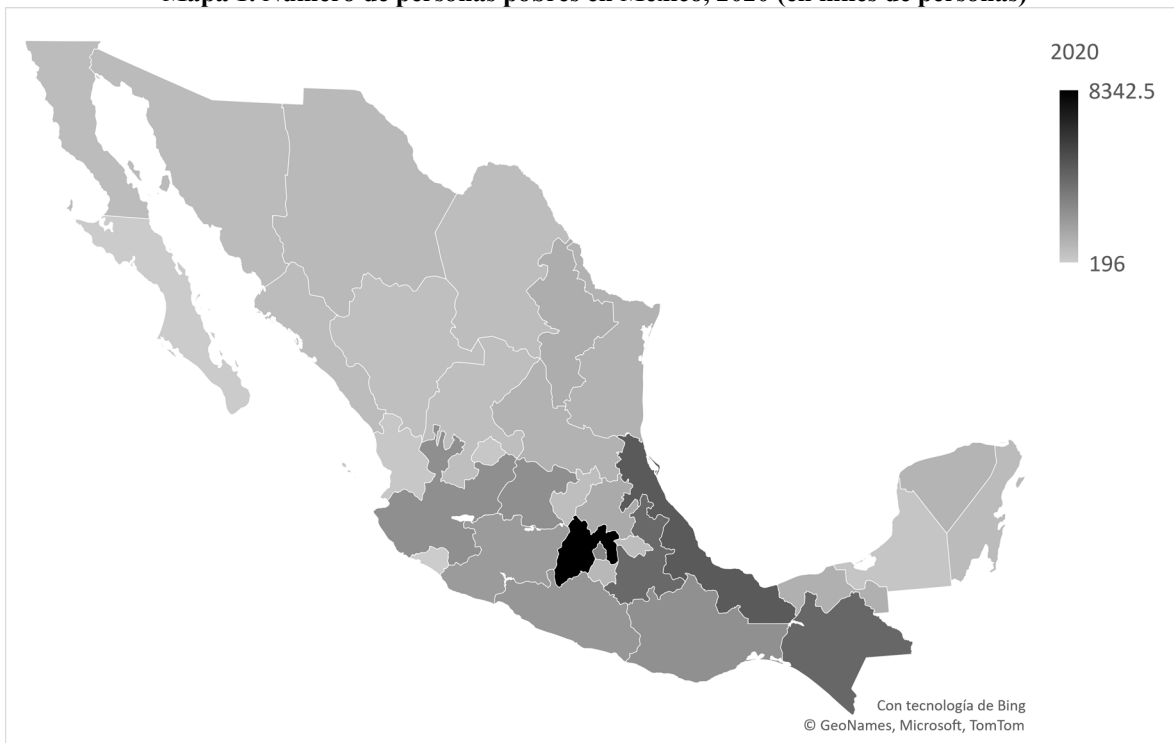 Mapa 1. Número de personas pobres en México, 2020 (en miles de personas)
2020
8342.5
196
Con tecnología de Bing
© GeoNames, Microsoft, TomTom